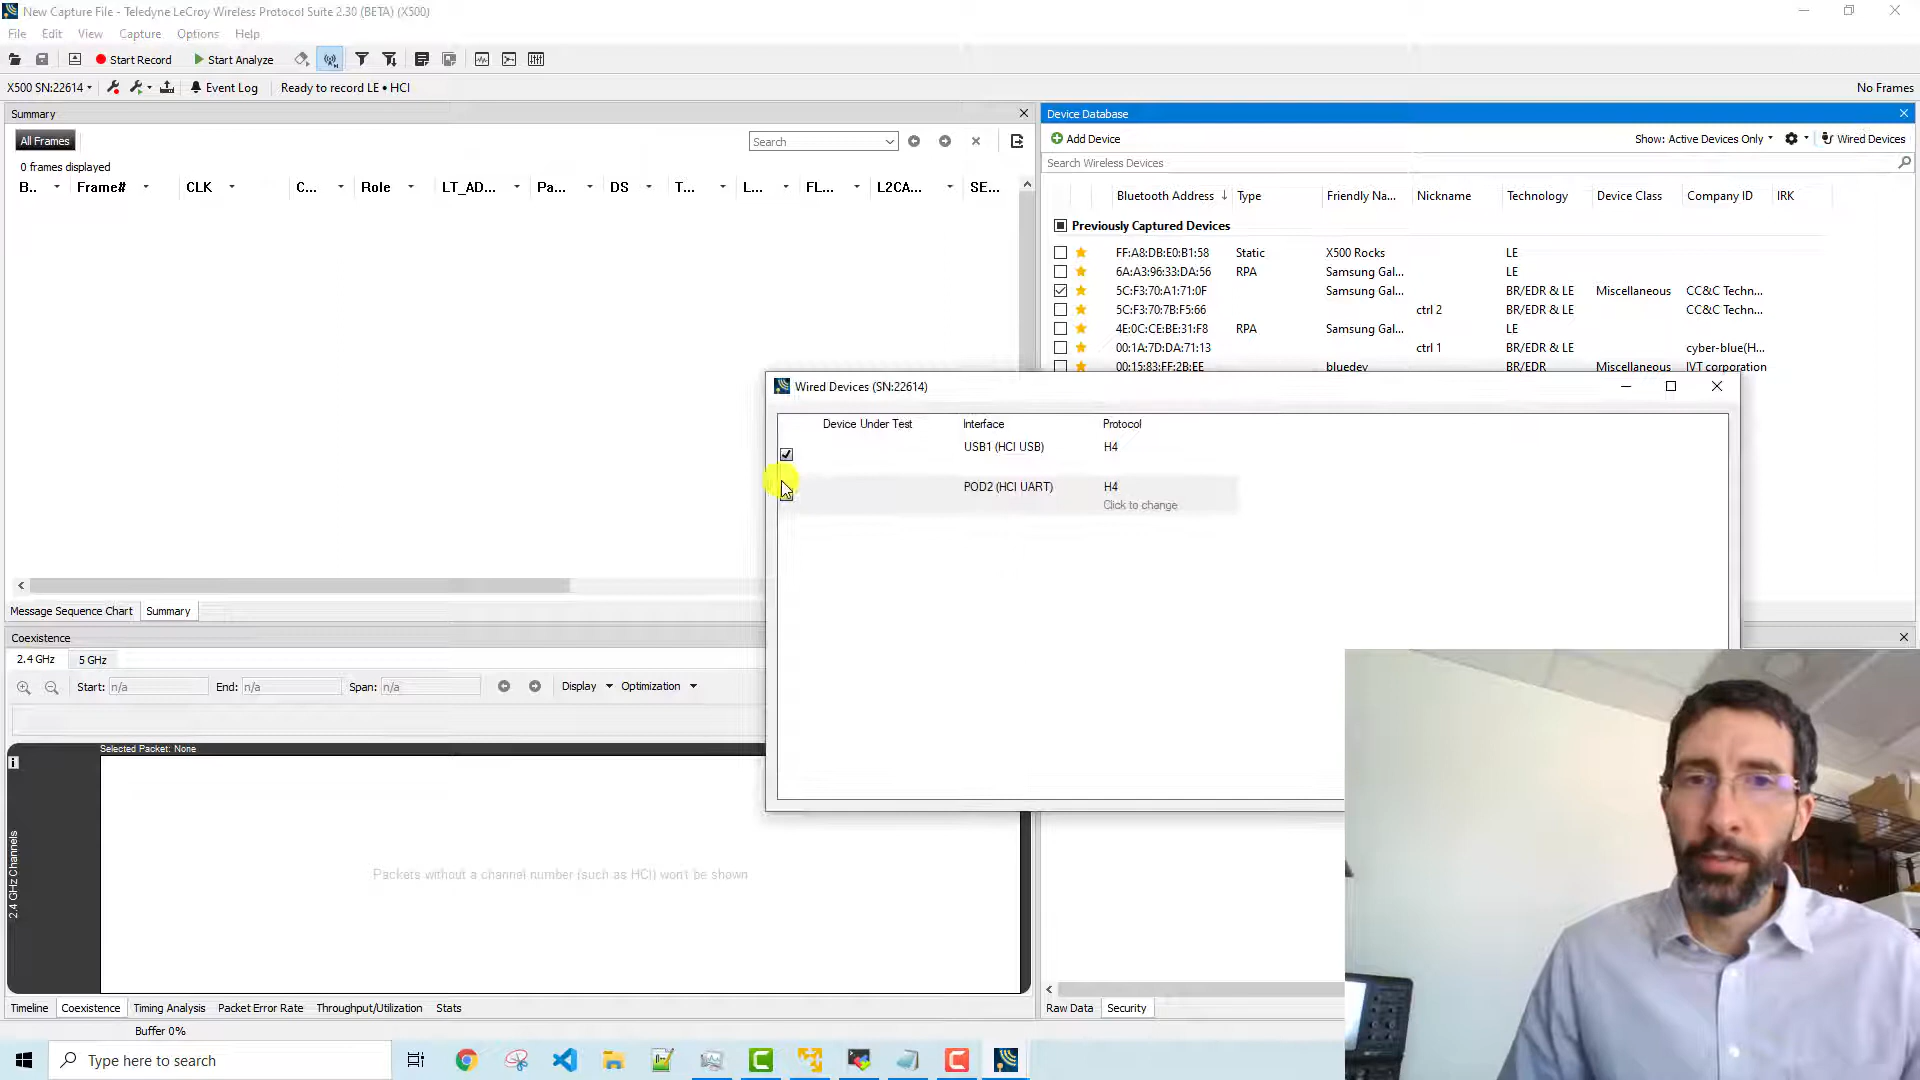 New Capture File - Teledyne LeCroy Wireless Protocol Suite 2.30 (BETA) (X500)
File Edit View Capture Options Help
Start Record Start Analyze
X500 SN:22614 Event Log Ready to record LE • HCI No Frames
Summary
All Frames Search
0 frames displayed
B.. Frame# CLK C... Role LT_AD... Pa... DS T... L... FL... L2CA... SE...
Device Database
Add Device Show: Active Devices Only Wired Devices
Search Wireless Devices
Bluetooth Address Type Friendly Na... Nickname Technology Device Class Company ID IRK
Previously Captured Devices
FF:A8:DB:E0:B1:58 Static X500 Rocks LE
6A:A3:96:33:DA:56 RPA Samsung Gal... LE
5C:F3:70:A1:71:0F Samsung Gal... BR/EDR & LE Miscellaneous CC&C Techn...
5C:F3:70:7B:F5:66 ctrl 2 BR/EDR & LE CC&C Techn...
4E:0C:CE:BE:31:F8 RPA Samsung Gal... LE
00:1A:7D:DA:71:13 ctrl 1 BR/EDR & LE cyber-blue(H...
00:15:83:FF:2B:EE bluedev BR/EDR Miscellaneous IVT corporation
Wired Devices (SN:22614)
Device Under Test Interface Protocol
USB1 (HCI USB) H4
POD2 (HCI UART) H4
Click to change
Message Sequence Chart Summary
Coexistence
2.4 GHz 5 GHz
Start: n/a End: n/a Span: n/a Display Optimization
Selected Packet: None
2.4 GHz Channels
Packets without a channel number (such as HCI) won't be shown
Timeline Coexistence Timing Analysis Packet Error Rate Throughput/Utilization Stats
Raw Data Security
Buffer 0%
Type here to search